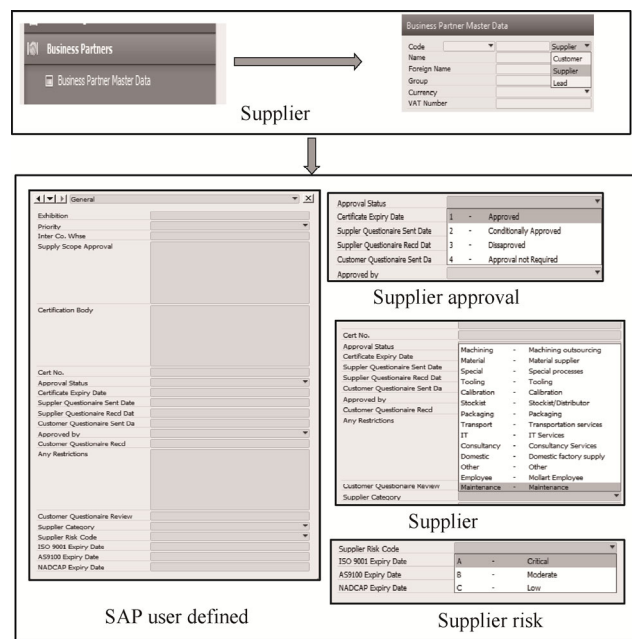 Business Partners
Business Partner Master Data
Supplier
Business Partner Master Data
Code Supplier
Name Customer
Foreign Name Supplier
Group Lead
Currency
VAT Number
General
Exhibition
Priority
Inter Co. Whse
Supply Scope Approval
Certification Body
Cert No.
Approval Status
Certificate Expiry Date
Supplier Questionaire Sent Date
Supplier Questionaire Recd Dat
Customer Questionaire Sent Da
Approved by
Customer Questionaire Recd
Any Restrictions
Customer Questionaire Review
Supplier Category
Supplier Risk Code
ISO 9001 Expiry Date
AS9100 Expiry Date
NADCAP Expiry Date
SAP user defined
Approval Status
Certificate Expiry Date 1 - Approved
Suppler Questionaire Sent Date 2 - Conditionally Approved
Supplier Questionaire Recd Dat 3 - Dissaproved
Customer Questionaire Sent Da 4 - Approval not Required
Approved by
Supplier approval
Cert No.
Approval Status
Certificate Expiry Date
Suppler Questionaire Sent Date
Supplier Questionaire Recd Dat
Customer Questionaire Sent Da
Approved by
Customer Questionaire Recd
Any Restrictions
Customer Questionaire Review
Supplier Category
Machining - Machining outsourcing
Material - Material supplier
Special - Special processes
Tooling - Tooling
Calibration - Calibration
Stockist - Stockist/Distributor
Packaging - Packaging
Transport - Transportation services
IT - IT Services
Consultancy - Consultancy Services
Domestic - Domestic factory supply
Other - Other
Employee - Mollart Employee
Maintenance - Maintenance
Supplier
Supplier Risk Code
ISO 9001 Expiry Date A - Critical
AS9100 Expiry Date B - Moderate
NADCAP Expiry Date C - Low
Supplier risk